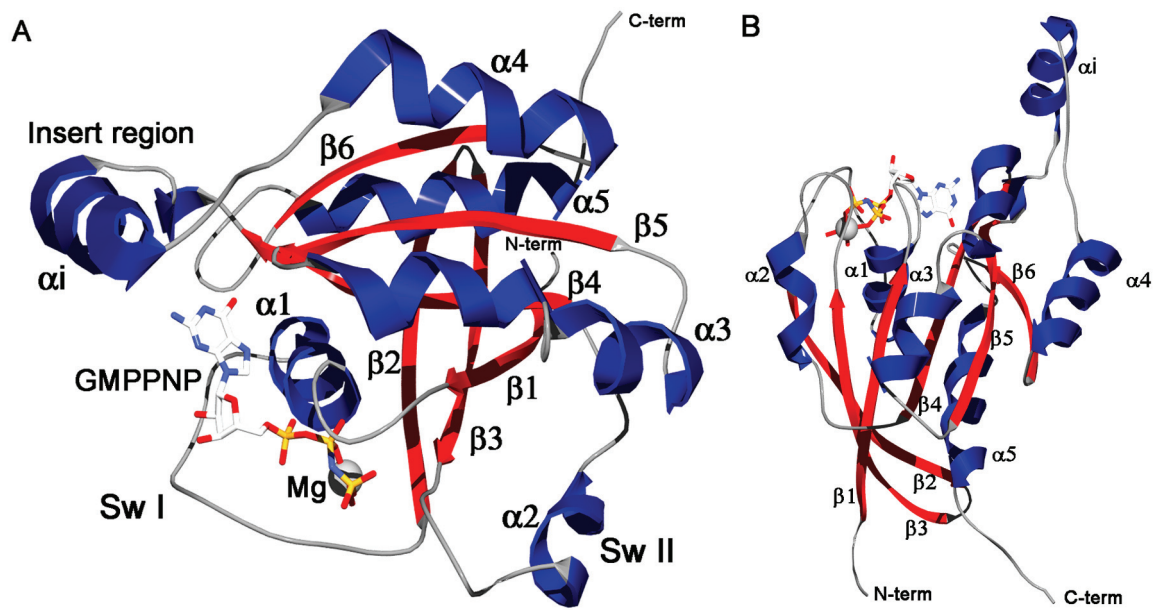 A
C-term
α4
Insert region
β6
α5
N-term
β5
αi
β4
α1
α3
β2
GMPPNP
β1
β3
Mg
Sw I
α2
Sw II
B
αi
α2
α1
α3
β6
α4
β5
β4
α5
β2
β1
β3
N-term
C-term